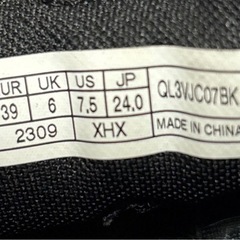 UR UK US JP
39 6 7,5 24.0
2309 XHX
QL3VJC07BK
MADE IN CHINA